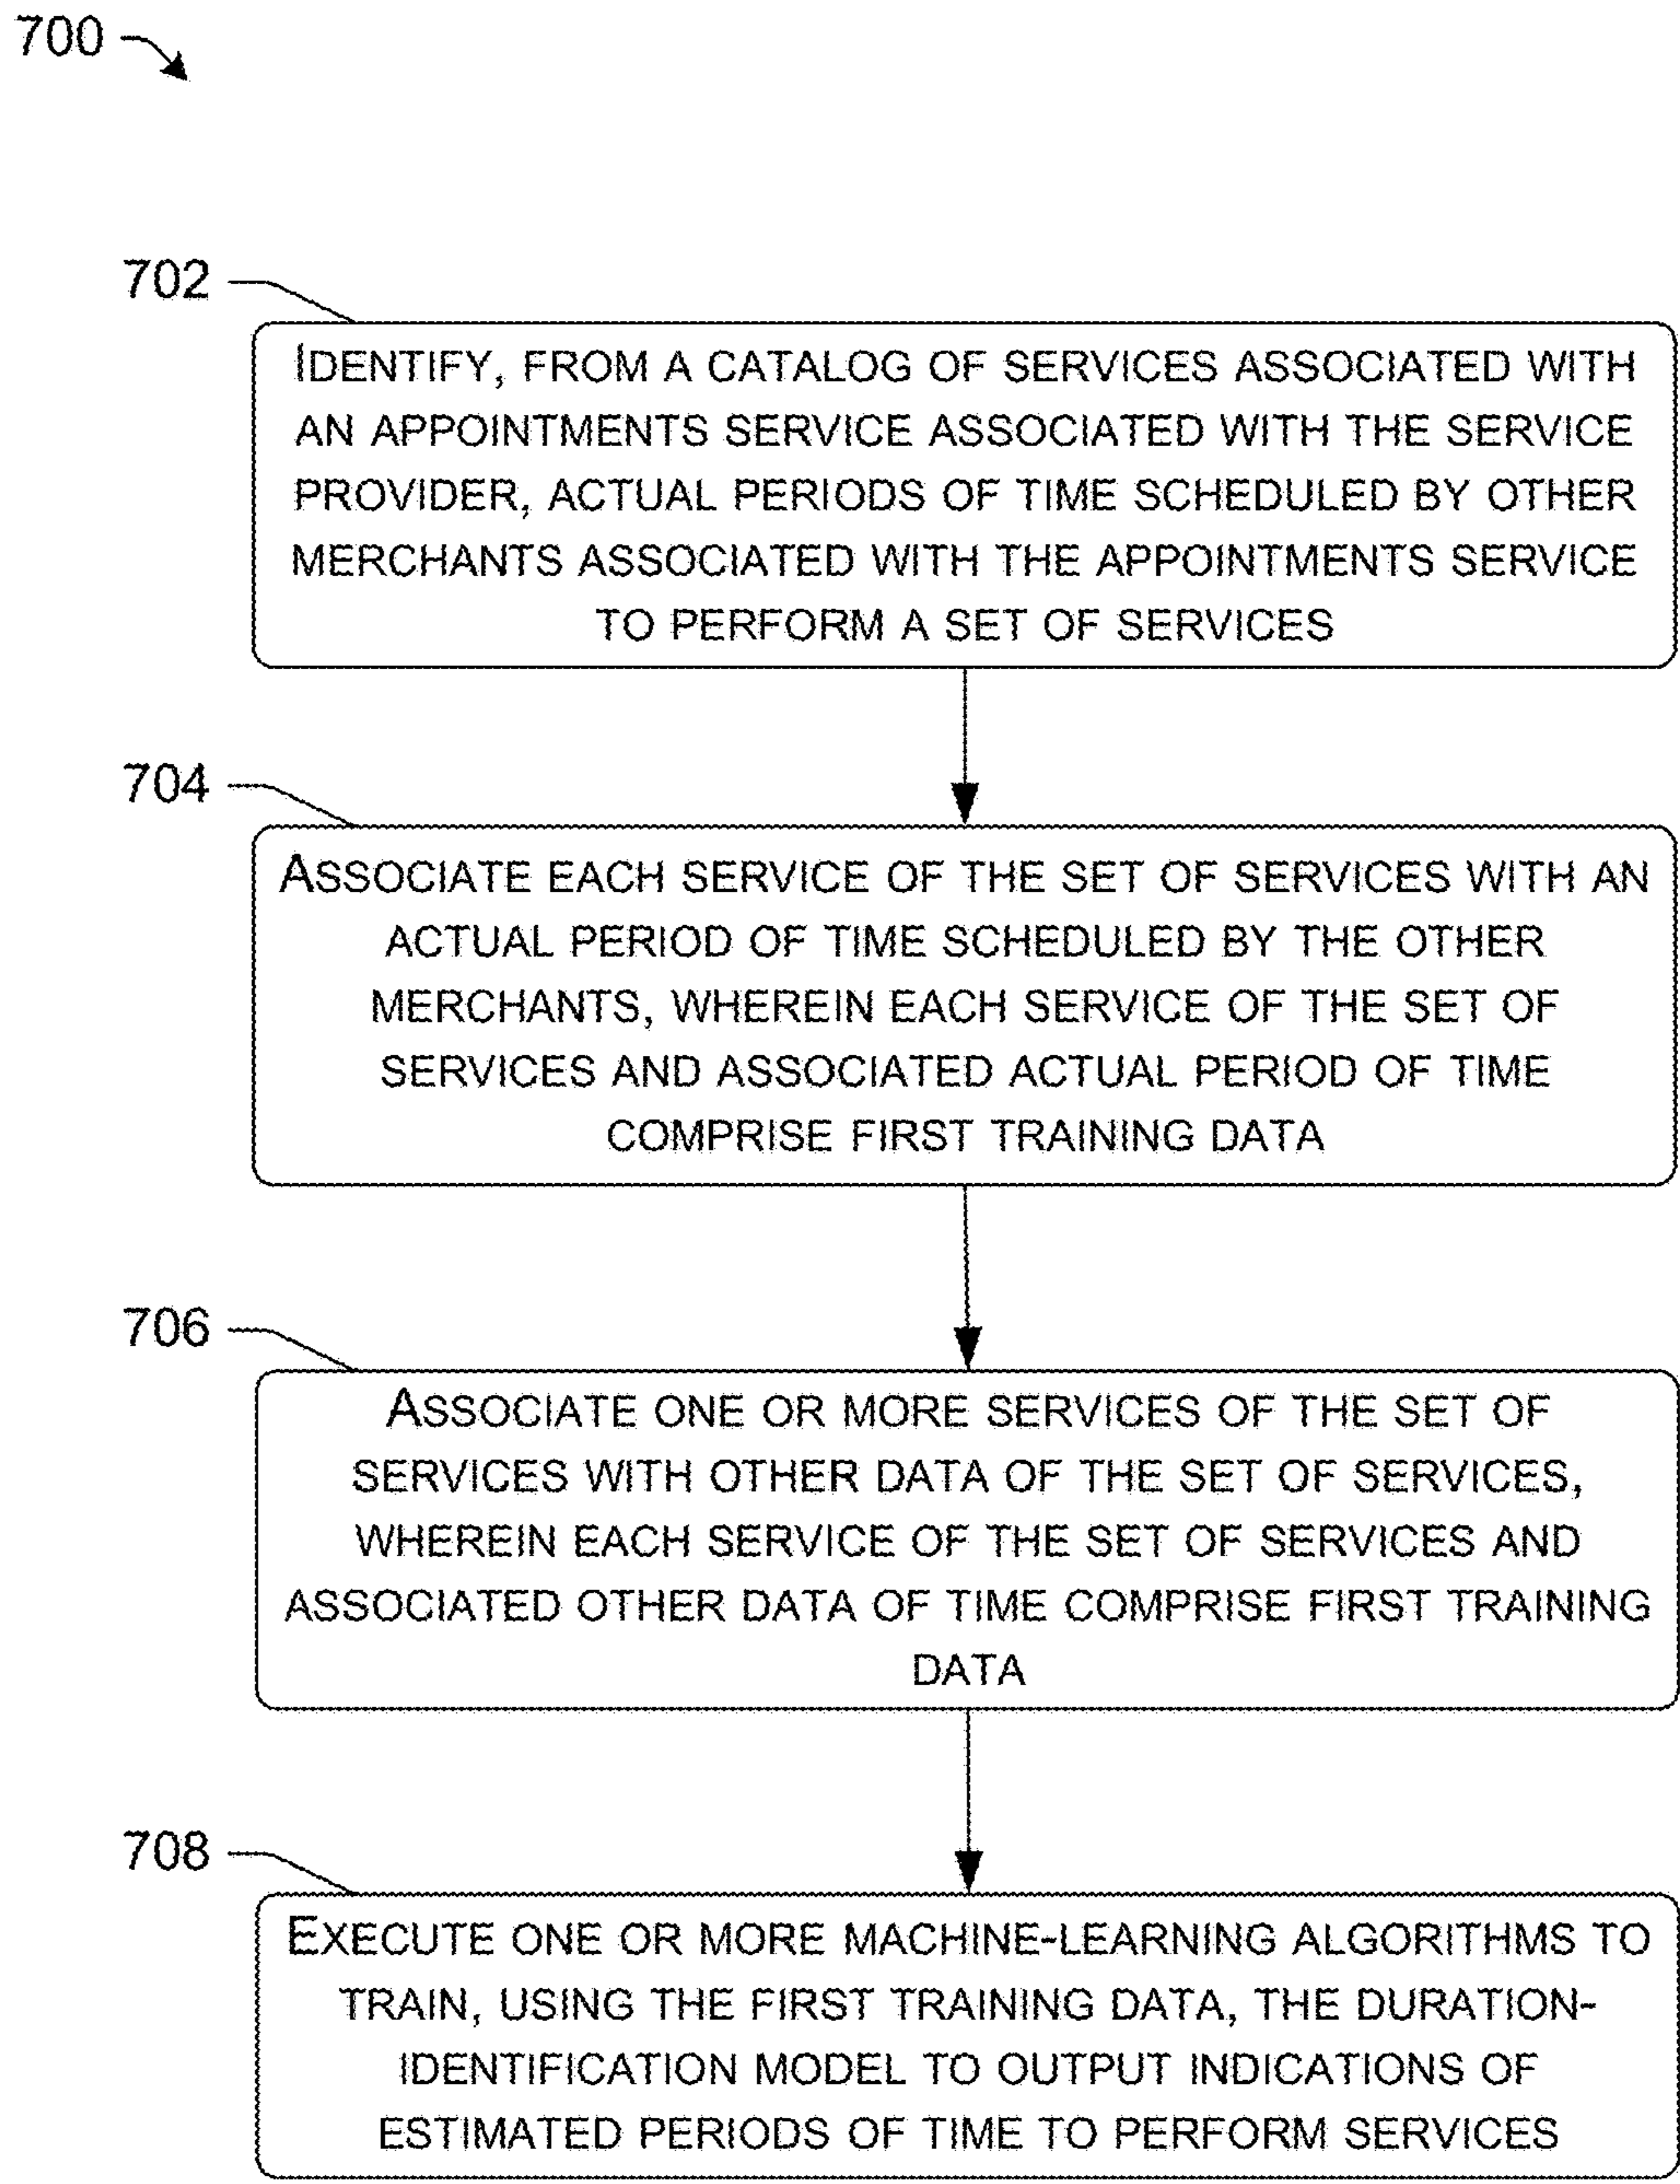 700
702
IDENTIFY, FROM A CATALOG OF SERVICES ASSOCIATED WITH
AN APPOINTMENTS SERVICE ASSOCIATED WITH THE SERVICE
PROVIDER, ACTUAL PERIODS OF TIME SCHEDULED BY OTHER
MERCHANTS ASSOCIATED WITH THE APPOINTMENTS SERVICE
TO PERFORM A SET OF SERVICES
704
ASSOCIATE EACH SERVICE OF THE SET OF SERVICES WITH AN
ACTUAL PERIOD OF TIME SCHEDULED BY THE OTHER
MERCHANTS, WHEREIN EACH SERVICE OF THE SET OF
SERVICES AND ASSOCIATED ACTUAL PERIOD OF TIME
COMPRISE FIRST TRAINING DATA
706
ASSOCIATE ONE OR MORE SERVICES OF THE SET OF
SERVICES WITH OTHER DATA OF THE SET OF SERVICES,
WHEREIN EACH SERVICE OF THE SET OF SERVICES AND
ASSOCIATED OTHER DATA OF TIME COMPRISE FIRST TRAINING
DATA
708
EXECUTE ONE OR MORE MACHINE-LEARNING ALGORITHMS TO
TRAIN, USING THE FIRST TRAINING DATA, THE DURATION-
IDENTIFICATION MODEL TO OUTPUT INDICATIONS OF
ESTIMATED PERIODS OF TIME TO PERFORM SERVICES